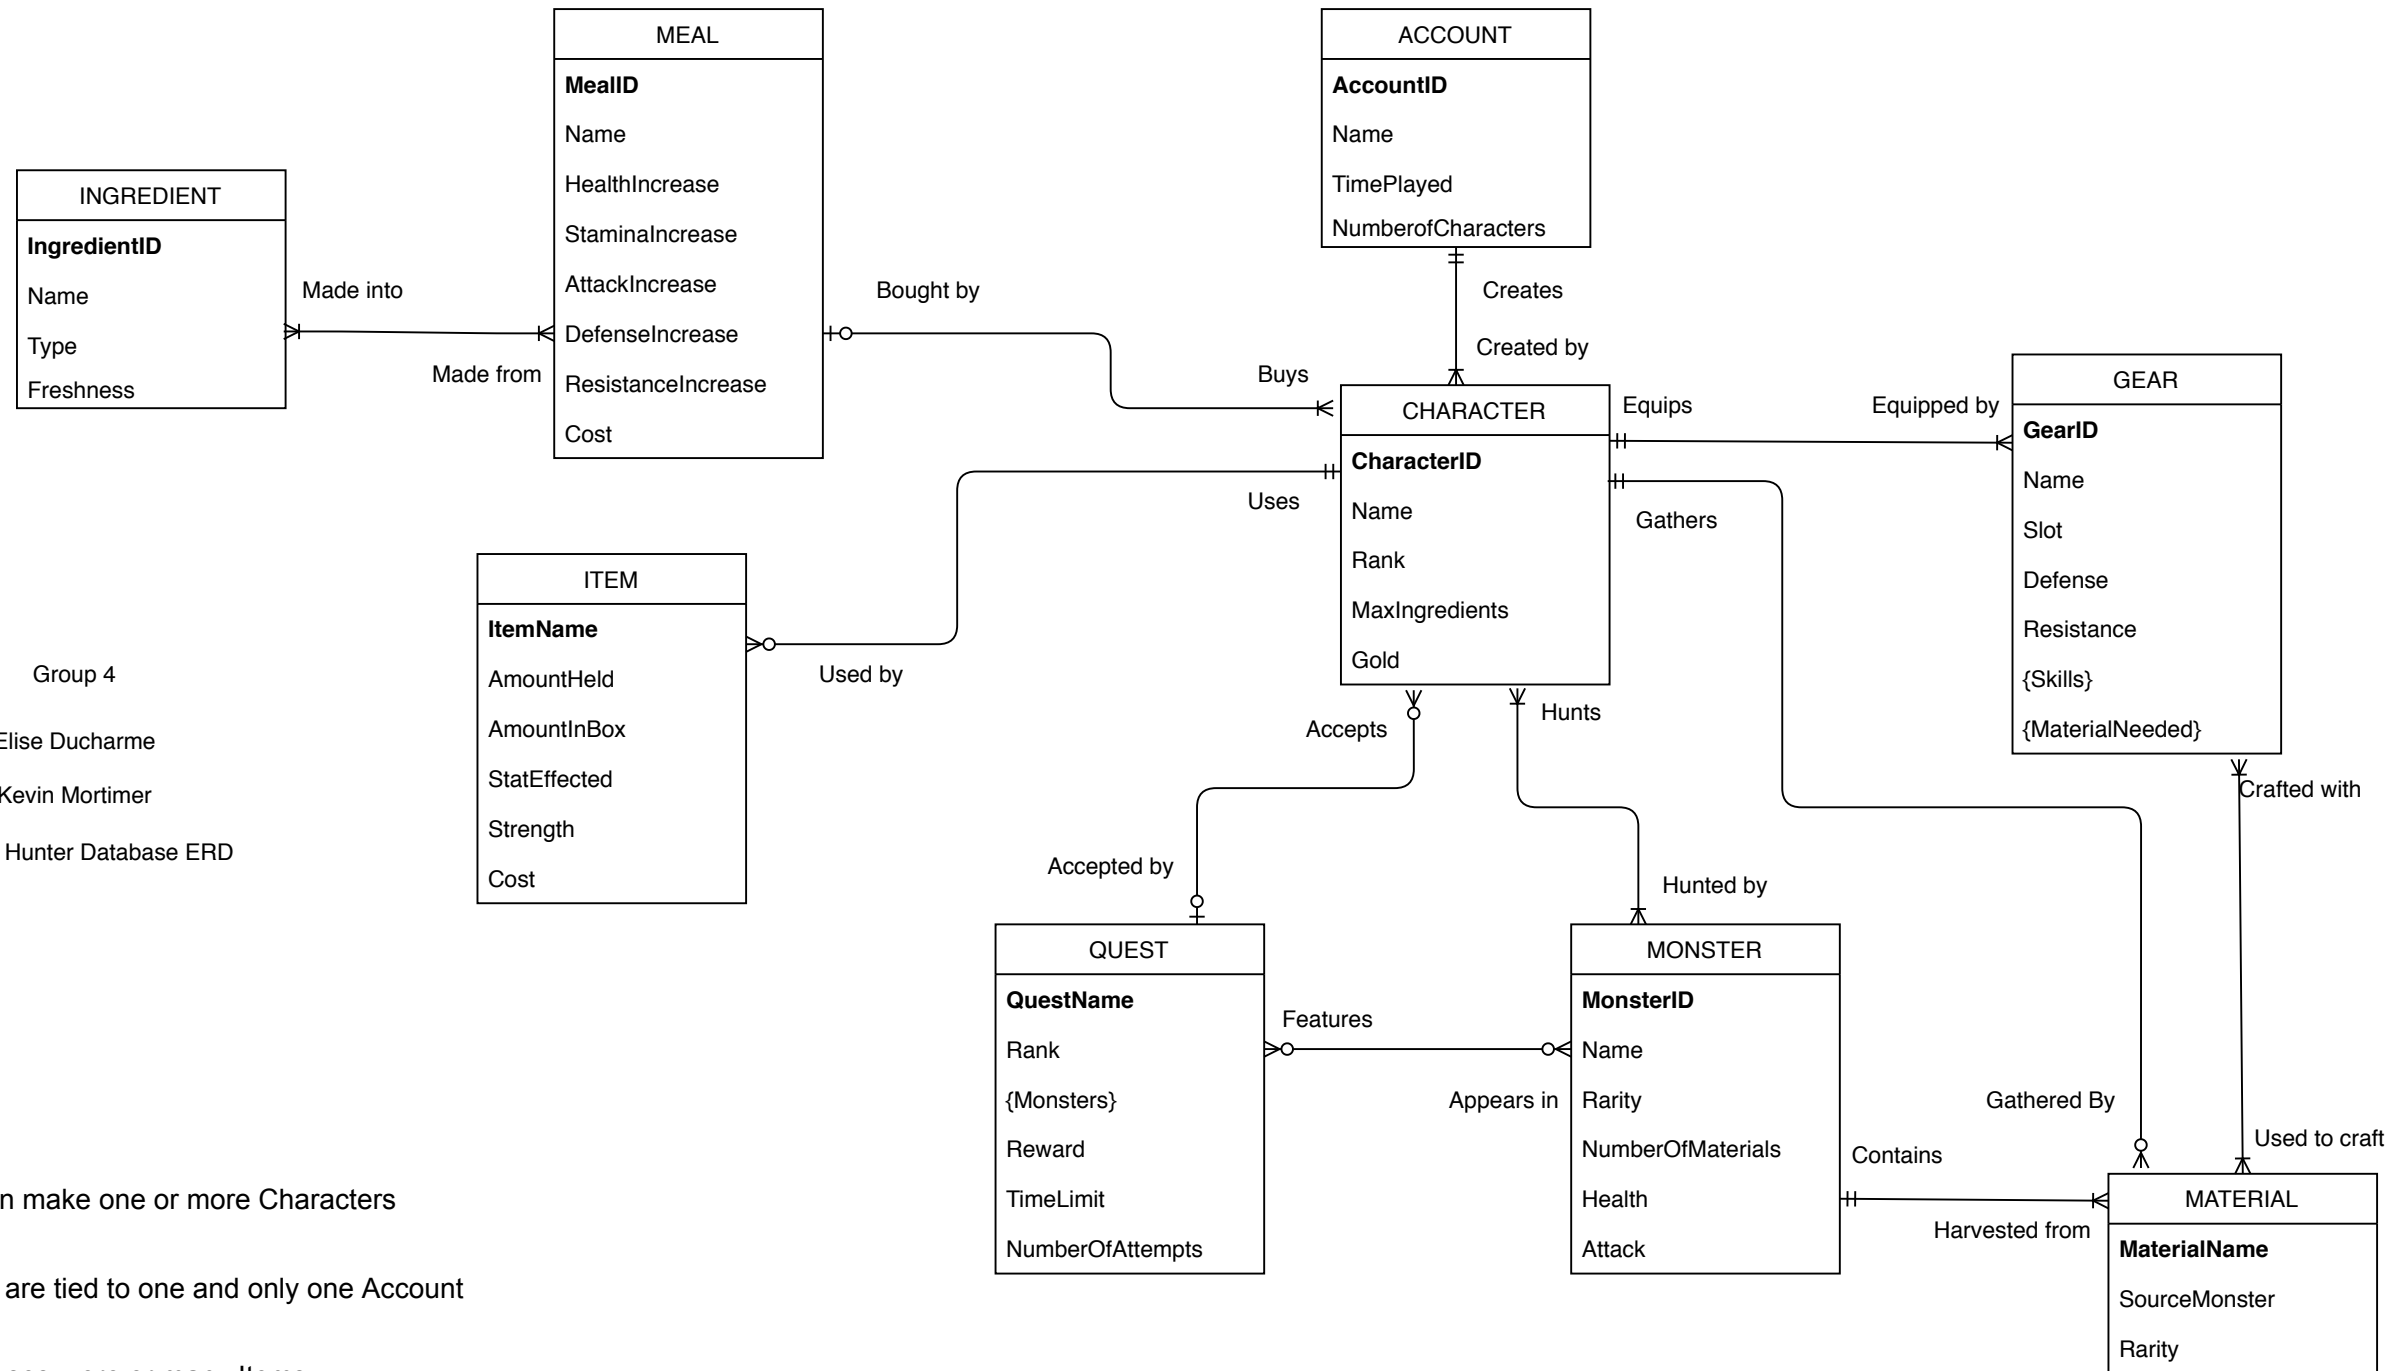 MEAL
MealID
Name
HealthIncrease
StaminaIncrease
AttackIncrease
DefenseIncrease
ResistanceIncrease
Cost
ACCOUNT
AccountID
Name
TimePlayed
NumberofCharacters
INGREDIENT
IngredientID
Name
Type
Freshness
Made into
Made from
Bought by
Buys
Creates
Created by
CHARACTER
CharacterID
Name
Rank
MaxIngredients
Gold
Equips
Equipped by
GEAR
GearID
Name
Slot
Defense
Resistance
{Skills}
{MaterialNeeded}
Uses
Used by
Gathers
ITEM
ItemName
AmountHeld
AmountInBox
StatEffected
Strength
Cost
Group 4
Elise Ducharme
Kevin Mortimer
Hunter Database ERD
Accepts
Hunts
Accepted by
Hunted by
Crafted with
QUEST
QuestName
Rank
{Monsters}
Reward
TimeLimit
NumberOfAttempts
Features
Appears in
MONSTER
MonsterID
Name
Rarity
NumberOfMaterials
Health
Attack
Gathered By
Used to craft
Contains
Harvested from
MATERIAL
MaterialName
SourceMonster
Rarity
make one or more Characters
are tied to one and only one Account